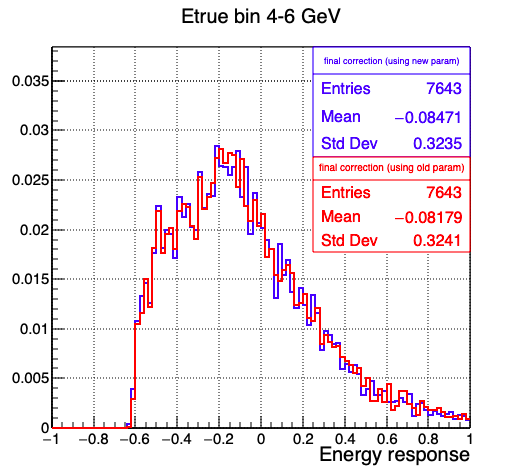 Etrue bin 4-6 GeV
final correction (using new param)
Entries 7643
Mean −0.08471
Std Dev 0.3235
final correction (using old param)
Entries 7643
Mean −0.08179
Std Dev 0.3241
0.035
0.03
0.025
0.02
0.015
0.01
0.005
0
−1 −0.8 −0.6 −0.4 −0.2 0 0.2 0.4 0.6 0.8 1
Energy response